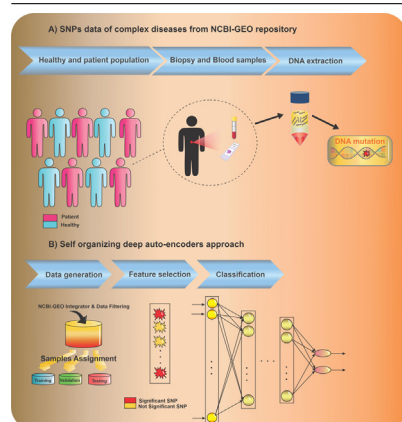 A) SNPs data of complex diseases from NCBI-GEO repository
Healthy and patient population
Biopsy and Blood samples
DNA extraction
DNA mutation
Patient
Healthy
B) Self organizing deep auto-encoders approach
Data generation
Feature selection
Classification
NCBI-GEO Integrator & Data Filtering
Samples Assignment
Training
Validation
Testing
Significant SNP
Not Significant SNP